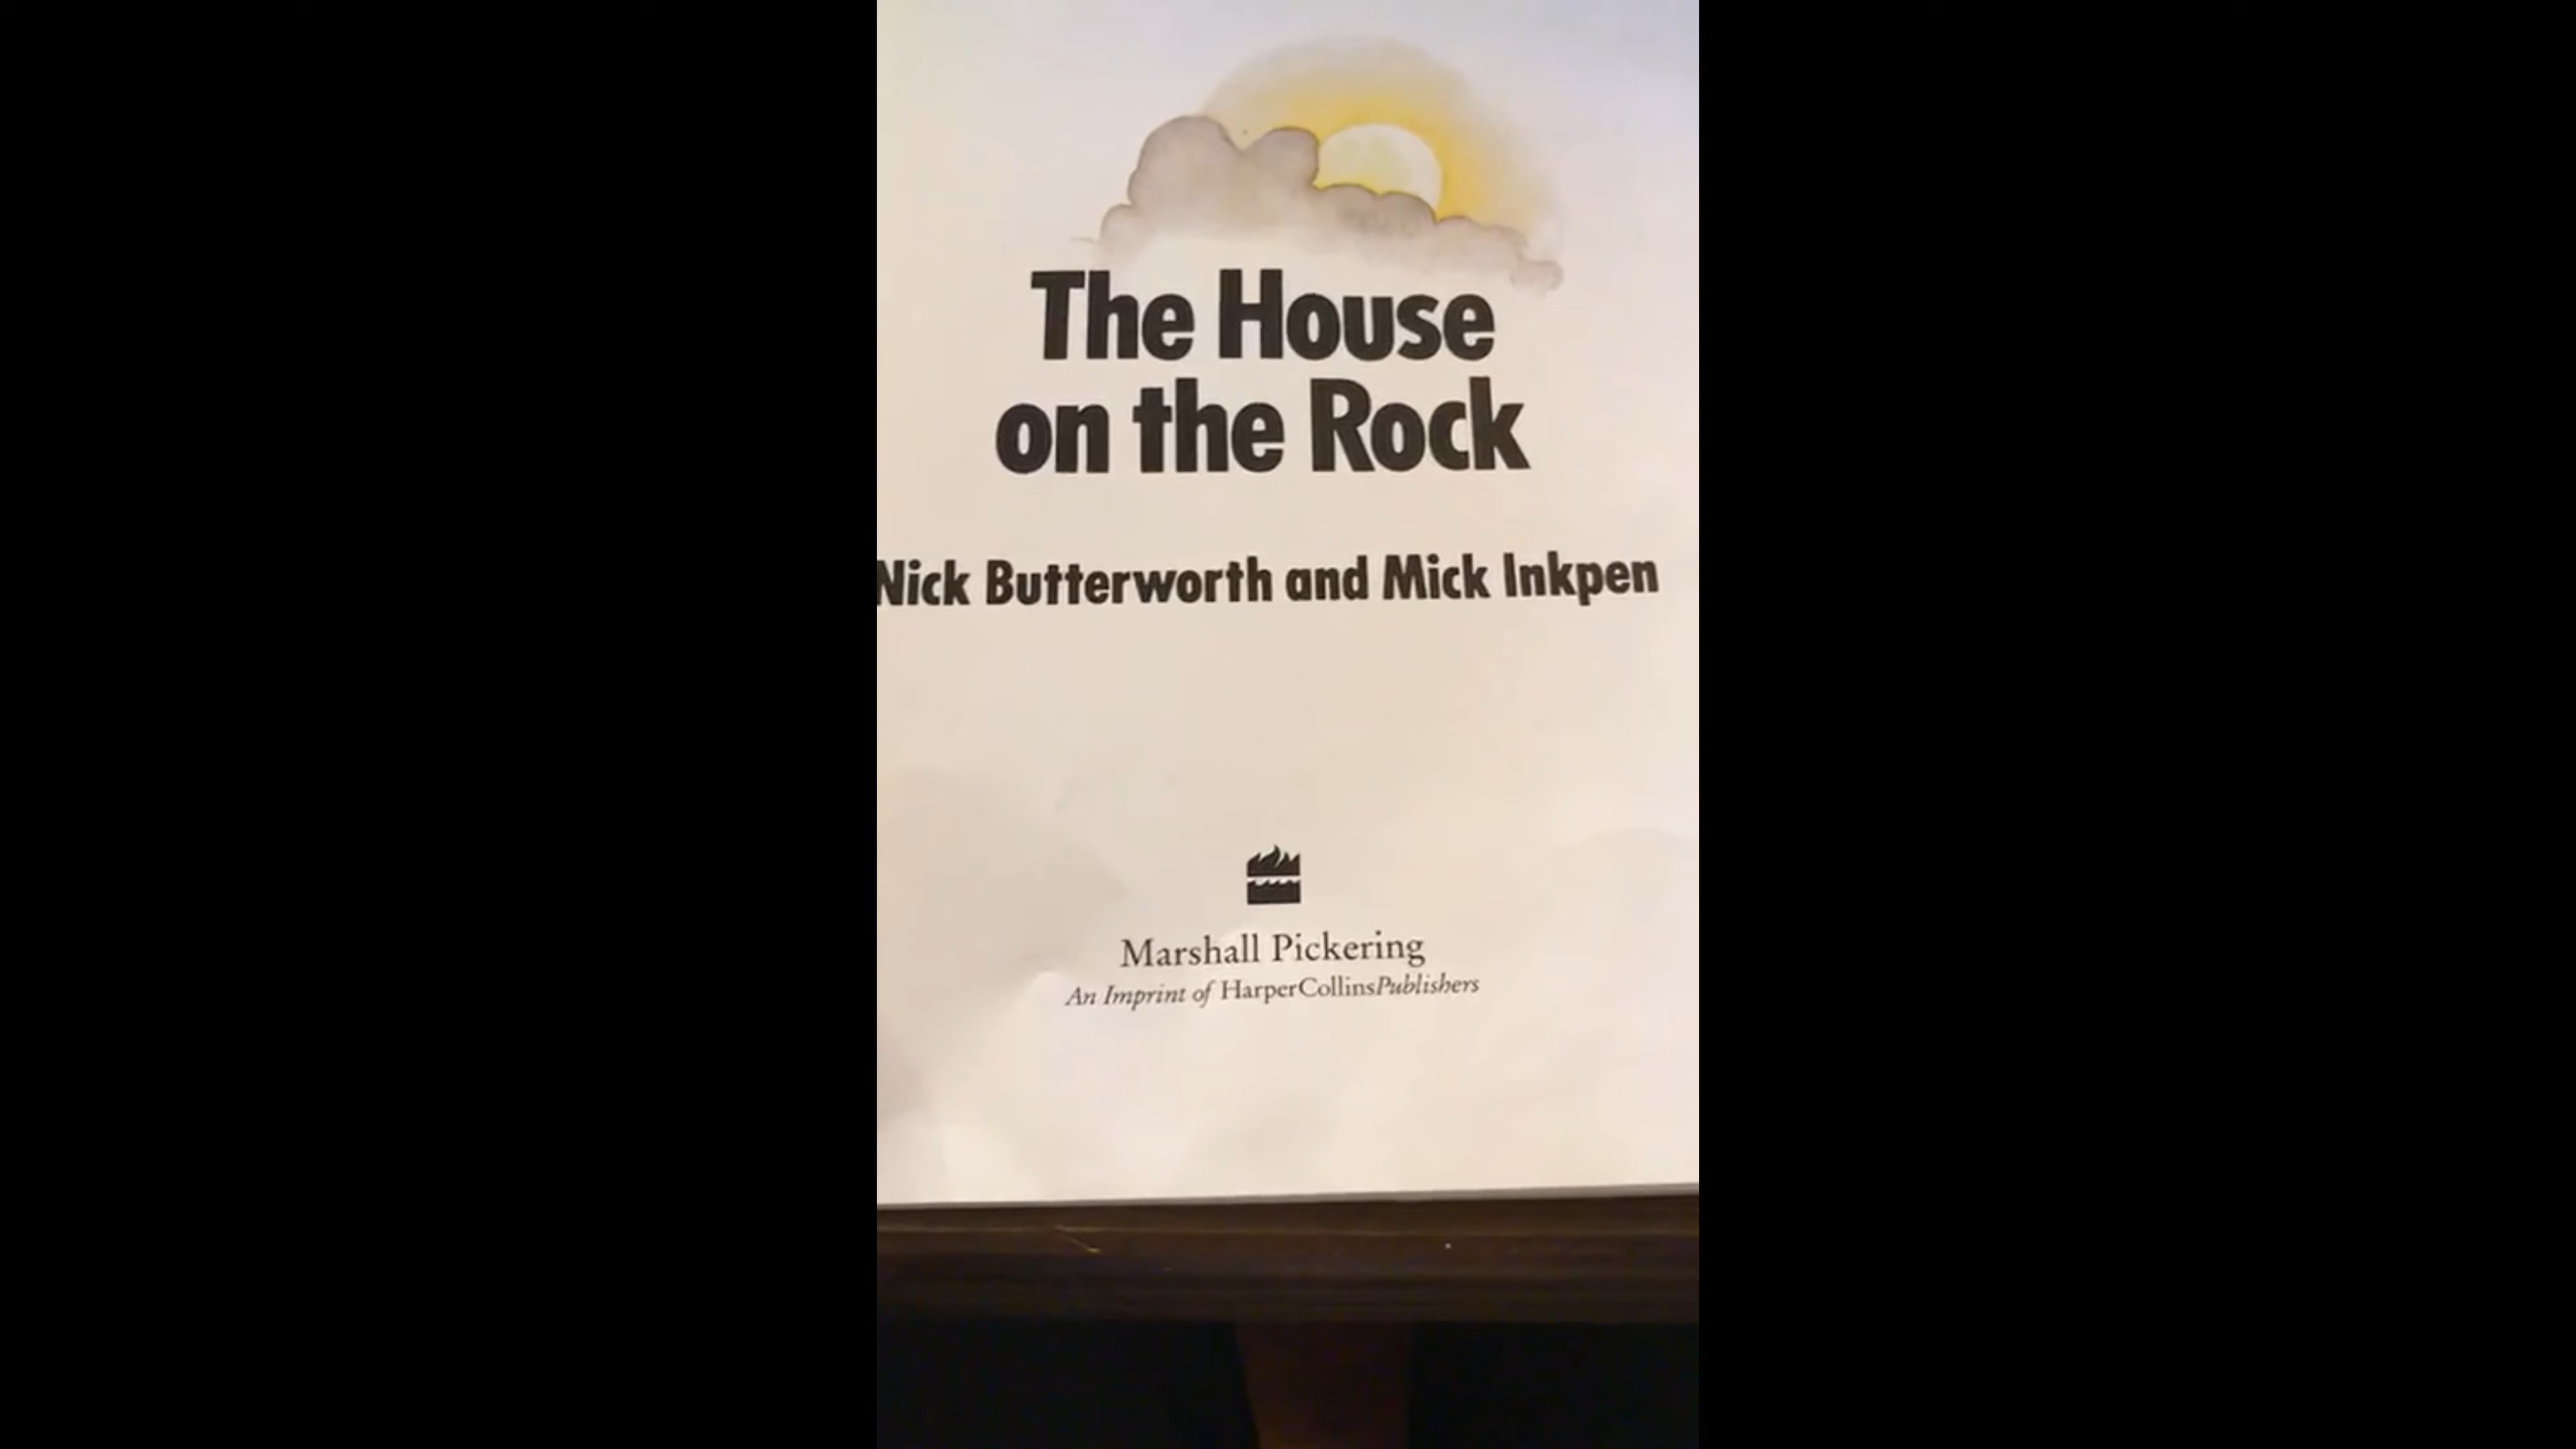 The House
on the Rock
Nick Butterworth and Mick Inkpen
Marshall Pickering
An Imprint of HarperCollinsPublishers